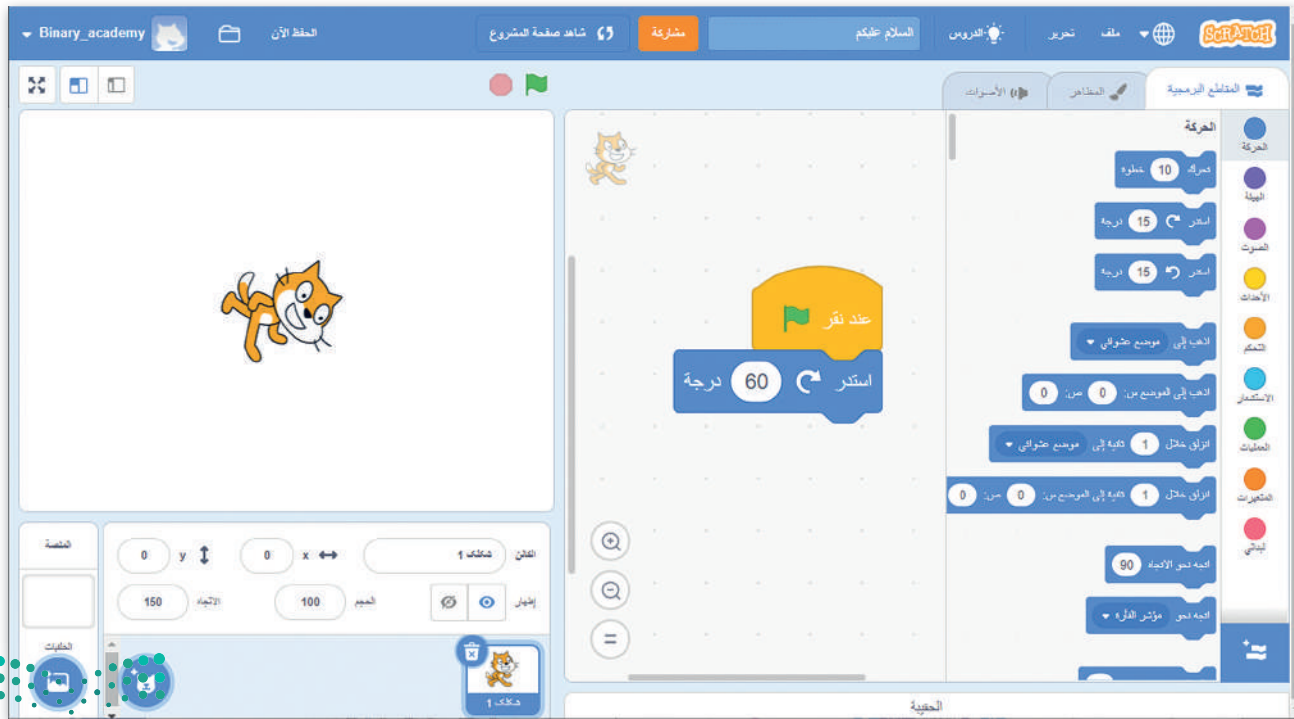 SCRATCH
ملف
تحرير
الدروس
السلام عليكم
مشاركة
شاهد صفحة المشروع
الحفظ الآن
Binary_academy
المقاطع البرمجية
المظاهر
الأصوات
الحركة
الهيئة
الصوت
الأحداث
التحكم
الاستشعار
العمليات
المتغيرات
لبناتي
الحركة
تحرك 10 خطوة
استدر 15 درجة
استدر 15 درجة
اذهب إلى موضع عشوائي
اذهب إلى الموضع س: 0 ص: 0
انزلق خلال 1 ثانية إلى موضع عشوائي
انزلق خلال 1 ثانية إلى الموضع س: 0 ص: 0
اتجه نحو الاتجاه 90
اتجه نحو مؤشر الفأرة
عند نقر
استدر 60 درجة
الكائن شكلك 1 x 0 y 0
إظهار الحجم 100 الاتجاه 150
شكلك 1
المنصة
الخلفيات
الحقيبة